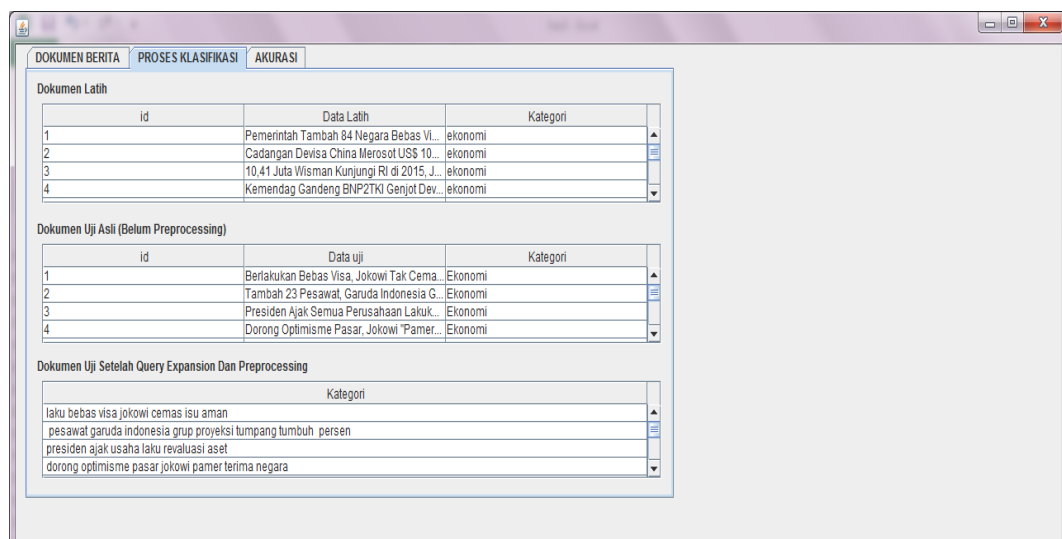 DOKUMEN BERITA PROSES KLASIFIKASI AKURASI
Dokumen Latih
id Data Latih Kategori
1 Pemerintah Tambah 84 Negara Bebas Vi... ekonomi
2 Cadangan Devisa China Merosot US$ 10... ekonomi
3 10,41 Juta Wisman Kunjungi RI di 2015, J... ekonomi
4 Kemendag Gandeng BNP2TKI Genjot Dev... ekonomi
Dokumen Uji Asli (Belum Preprocessing)
id Data uji Kategori
1 Berlakukan Bebas Visa, Jokowi Tak Cema... Ekonomi
2 Tambah 23 Pesawat, Garuda Indonesia G... Ekonomi
3 Presiden Ajak Semua Perusahaan Lakuk... Ekonomi
4 Dorong Optimisme Pasar, Jokowi "Pamer... Ekonomi
Dokumen Uji Setelah Query Expansion Dan Preprocessing
Kategori
laku bebas visa jokowi cemas isu aman
pesawat garuda indonesia grup proyeksi tumpang tumbuh persen
presiden ajak usaha laku revaluasi aset
dorong optimisme pasar jokowi pamer terima negara